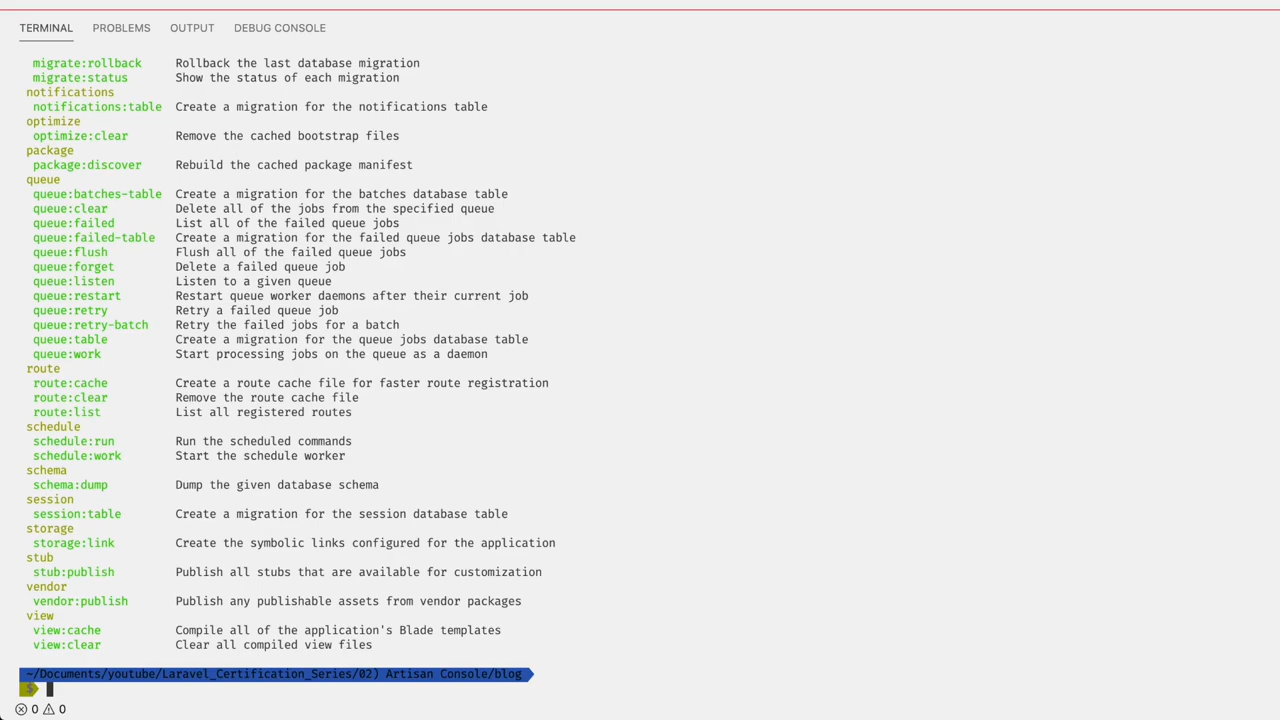 TERMINAL PROBLEMS OUTPUT DEBUG CONSOLE
migrate:rollback Rollback the last database migration
migrate:status Show the status of each migration
notifications
notifications:table Create a migration for the notifications table
optimize
optimize:clear Remove the cached bootstrap files
package
package:discover Rebuild the cached package manifest
queue
queue:batches-table Create a migration for the batches database table
queue:clear Delete all of the jobs from the specified queue
queue:failed List all of the failed queue jobs
queue:failed-table Create a migration for the failed queue jobs database table
queue:flush Flush all of the failed queue jobs
queue:forget Delete a failed queue job
queue:listen Listen to a given queue
queue:restart Restart queue worker daemons after their current job
queue:retry Retry a failed queue job
queue:retry-batch Retry the failed jobs for a batch
queue:table Create a migration for the queue jobs database table
queue:work Start processing jobs on the queue as a daemon
route
route:cache Create a route cache file for faster route registration
route:clear Remove the route cache file
route:list List all registered routes
schedule
schedule:run Run the scheduled commands
schedule:work Start the schedule worker
schema
schema:dump Dump the given database schema
session
session:table Create a migration for the session database table
storage
storage:link Create the symbolic links configured for the application
stub
stub:publish Publish all stubs that are available for customization
vendor
vendor:publish Publish any publishable assets from vendor packages
view
view:cache Compile all of the application's Blade templates
view:clear Clear all compiled view files
~/Documents/youtube/Laravel_Certification_Series/02) Artisan Console/blog
$
0 0